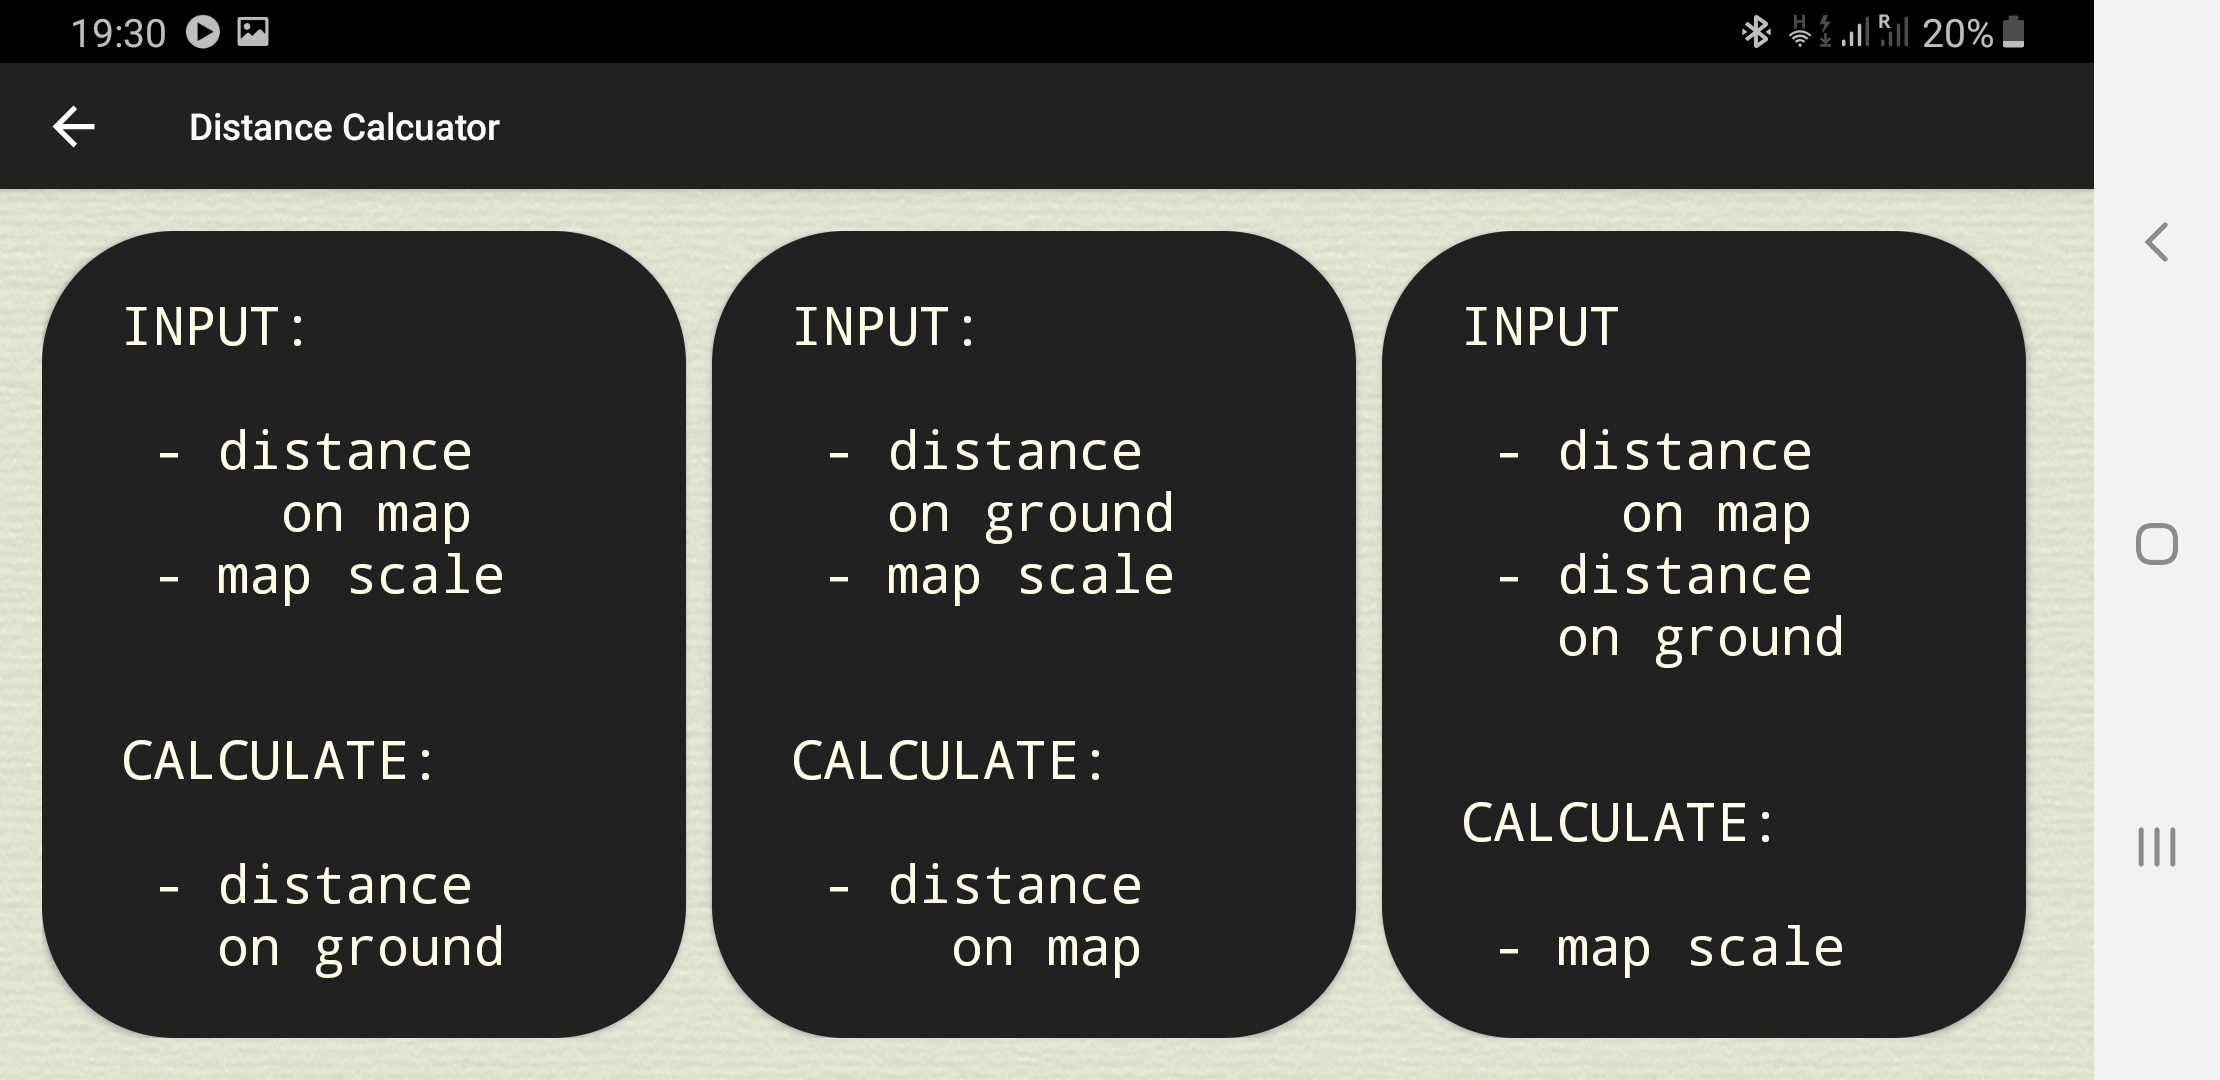 19:30
H R 20%
Distance Calcuator
INPUT:
- distance
on map
- map scale
CALCULATE:
- distance
on ground
INPUT:
- distance
on ground
- map scale
CALCULATE:
- distance
on map
INPUT
- distance
on map
- distance
on ground
CALCULATE:
- map scale